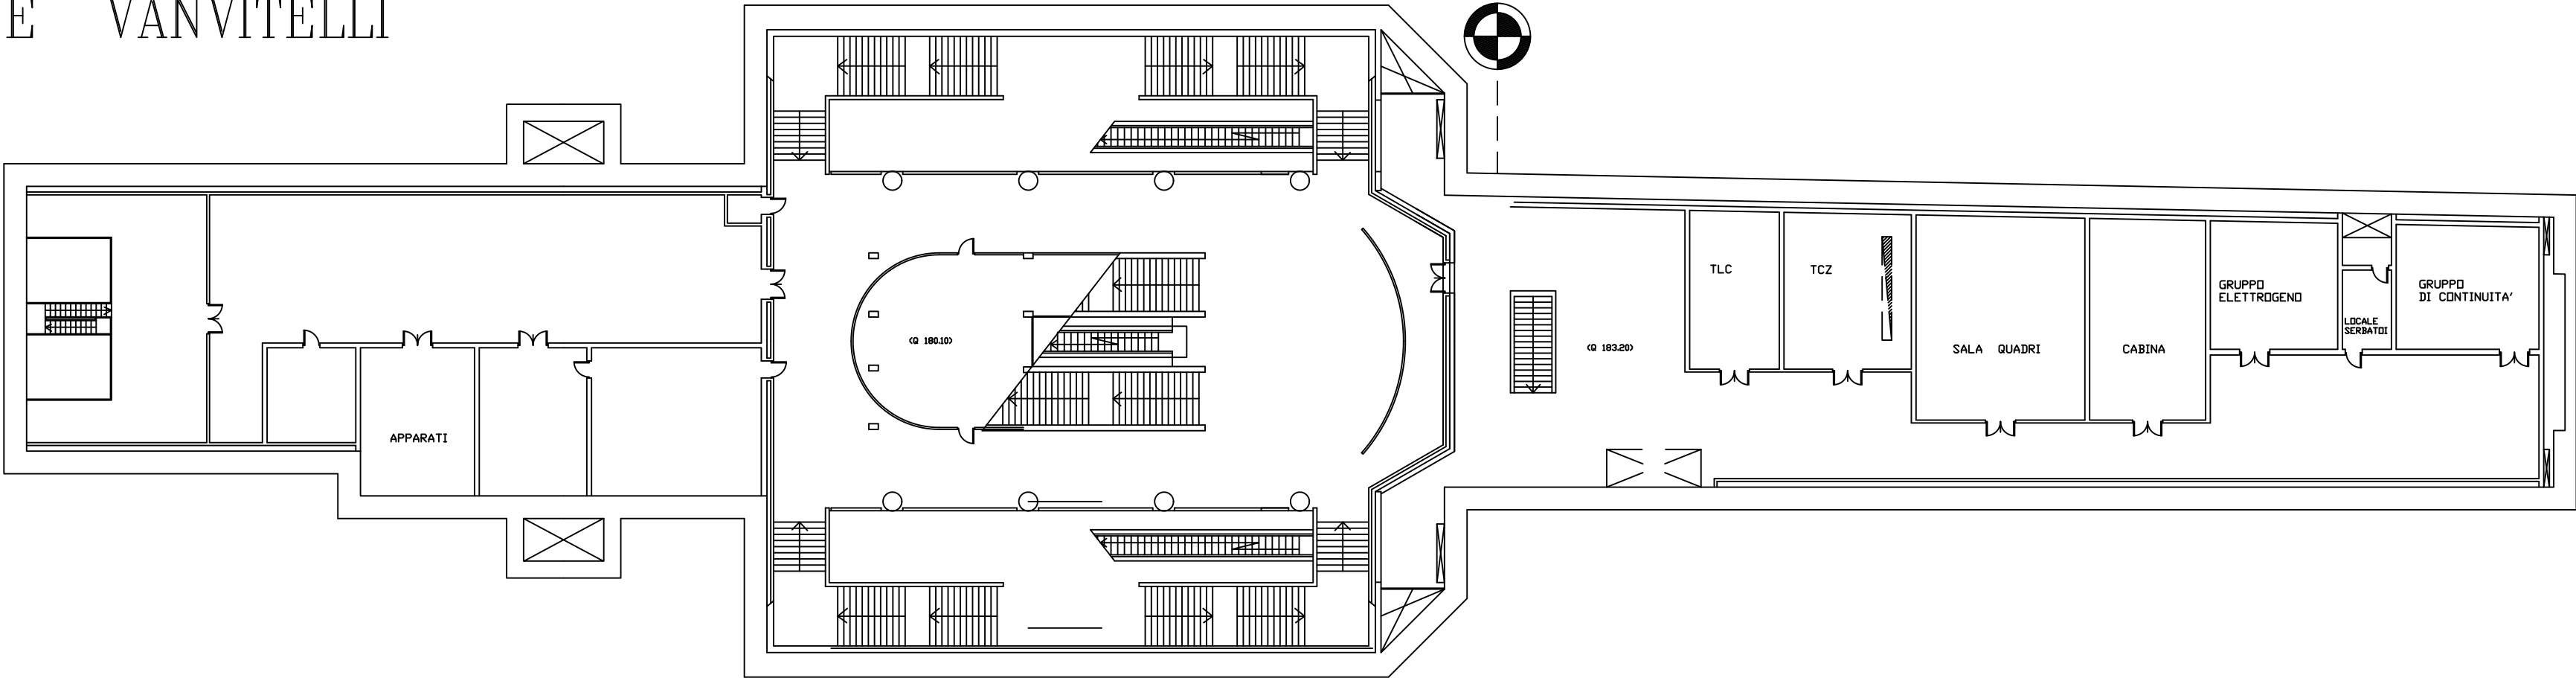 E VANVITELLI
TLC
TCZ
GRUPPO
ELETTROGENO
GRUPPO
DI CONTINUITA'
LOCALE
SERBATOI
(Q 180.10)
(Q 183.20)
SALA QUADRI
CABINA
APPARATI